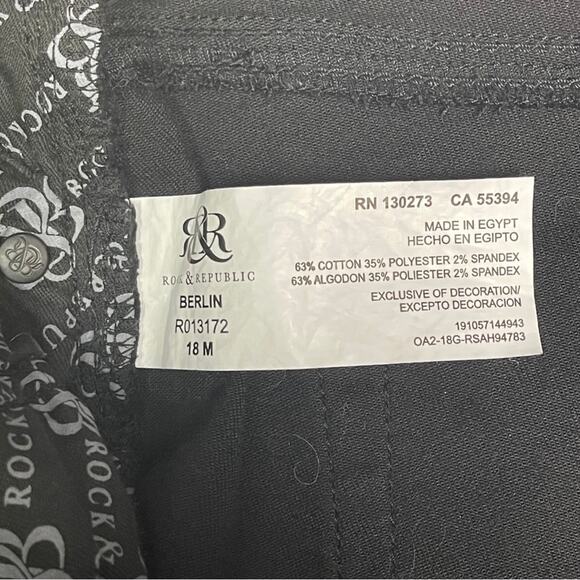 R&R
ROCK & REPUBLIC
BERLIN
R013172
18 M
RN 130273 CA 55394
MADE IN EGYPT
HECHO EN EGIPTO
63% COTTON 35% POLYESTER 2% SPANDEX
63% ALGODON 35% POLIESTER 2% SPANDEX
EXCLUSIVE OF DECORATION/
EXCEPTO DECORACION
191057144943
OA2-18G-RSAH94783
ROCK &
ROCK &